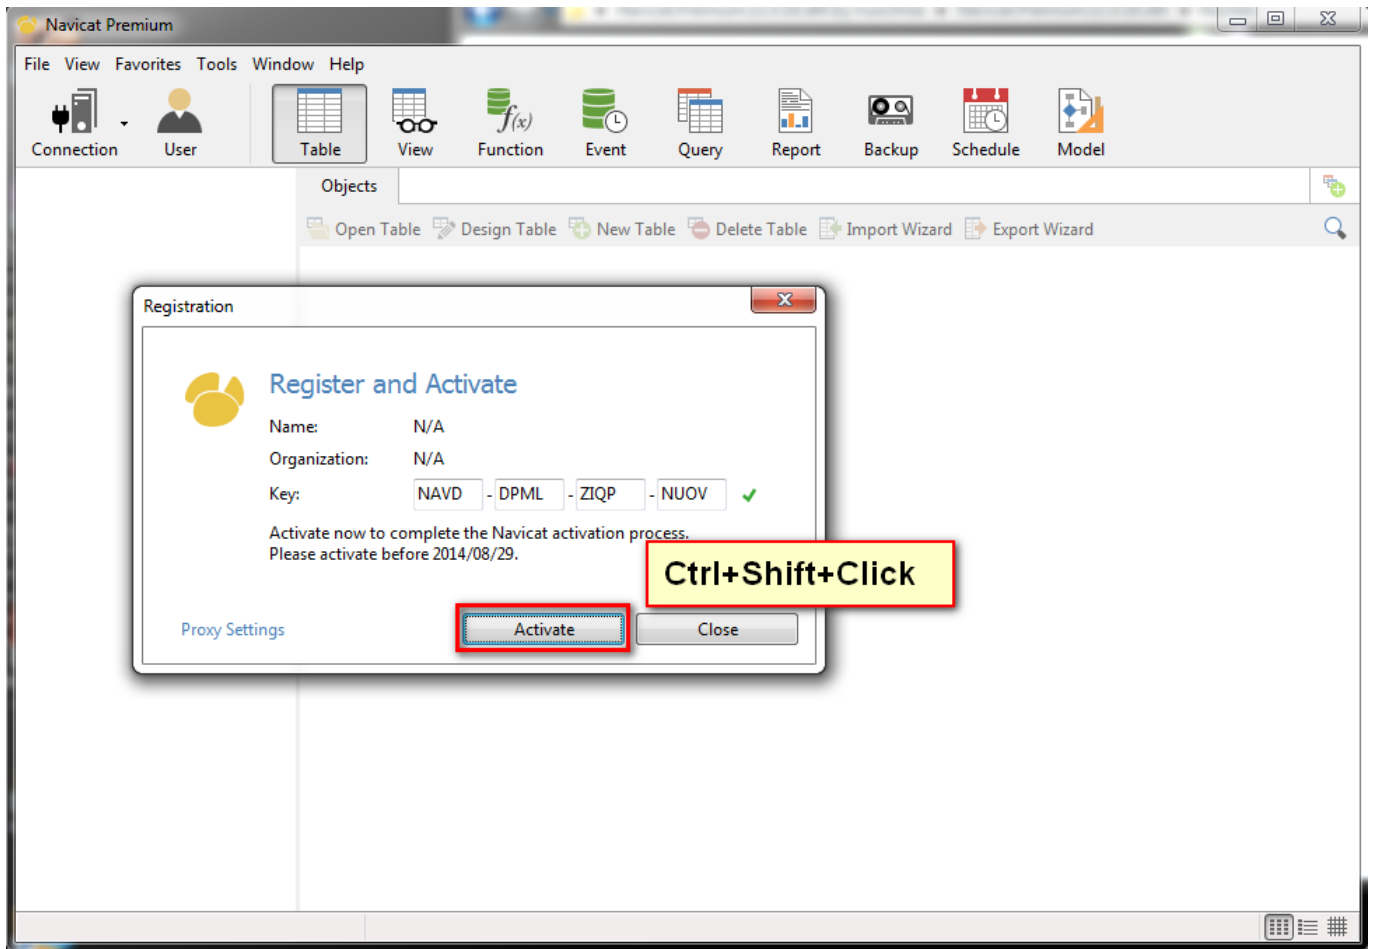 Navicat Premium
File View Favorites Tools Window Help
Connection User Table View Function Event Query Report Backup Schedule Model
f(x)
Objects
Open Table Design Table New Table Delete Table Import Wizard Export Wizard
Registration
Register and Activate
Name: N/A
Organization: N/A
Key: NAVD - DPML - ZIQP - NUOV
Activate now to complete the Navicat activation process.
Please activate before 2014/08/29.
Ctrl+Shift+Click
Proxy Settings Activate Close